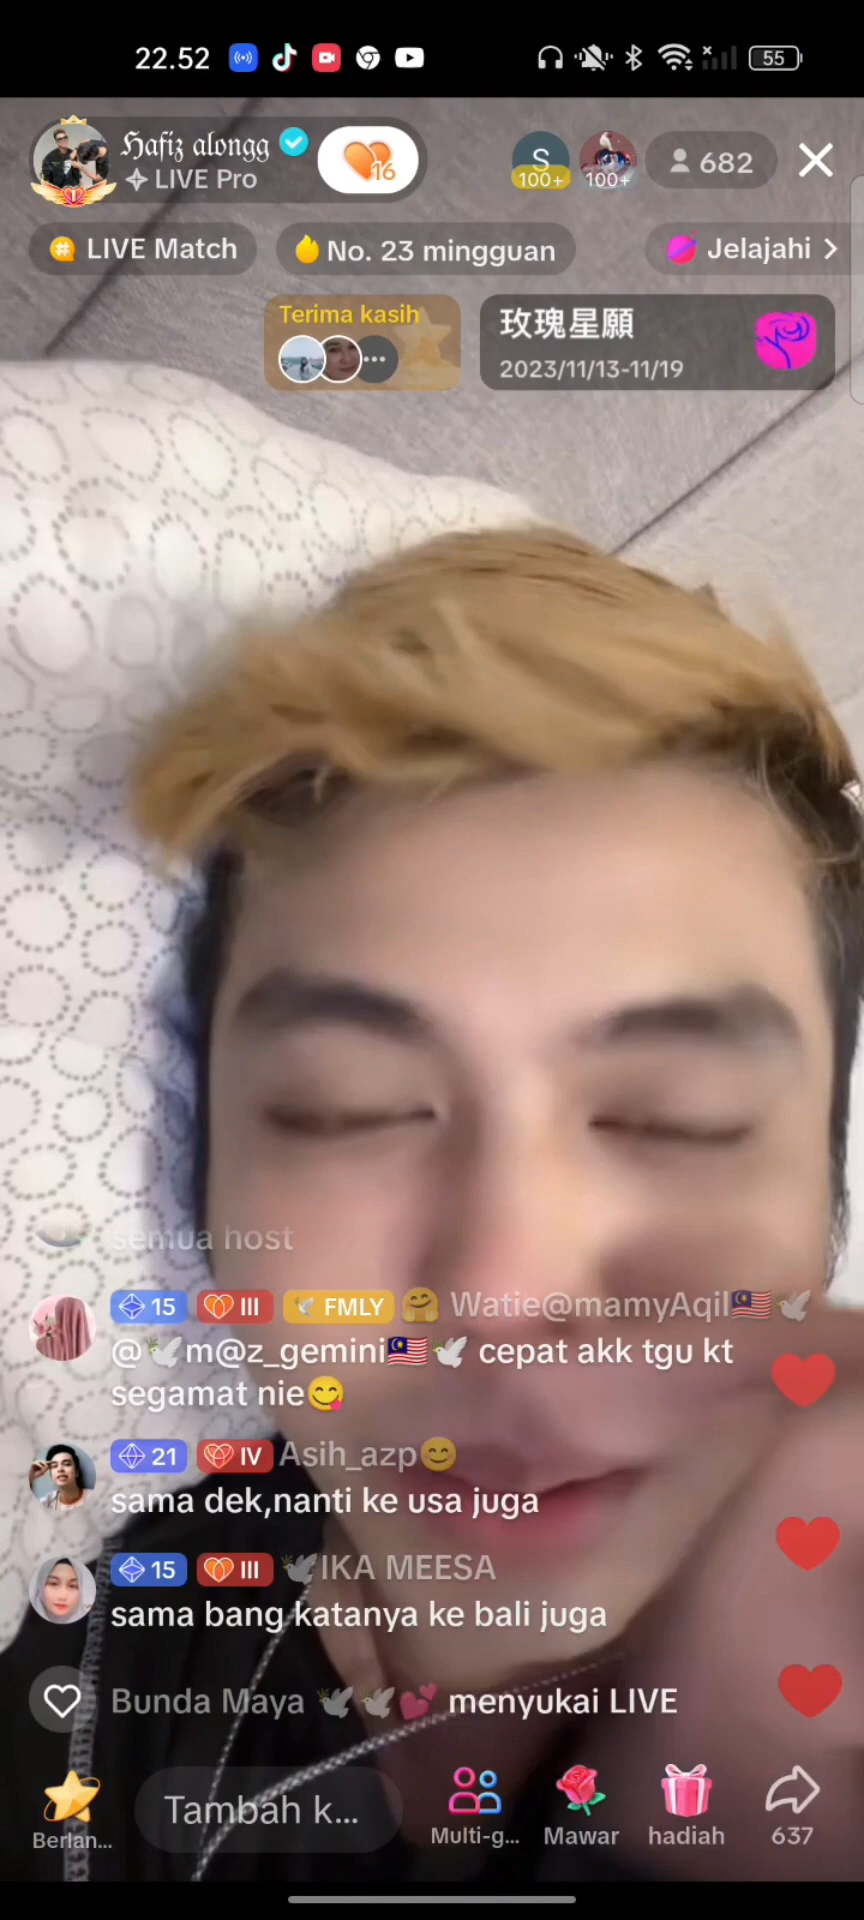 22.52
55
Hafiz alongg
LIVE Pro
16
S
100+
100+
682
LIVE Match
No. 23 mingguan
Jelajahi
Terima kasih
玫瑰星願
2023/11/13-11/19
semua host
15 III FMLY 🤗 Watie@mamyAqil🇲🇾🕊️
@🕊️m@z_gemini🇲🇾🕊️ cepat akk tgu kt
segamat nie😋
21 IV Asih_azp😊
sama dek,nanti ke usa juga
15 III 🕊️IKA MEESA
sama bang katanya ke bali juga
Bunda Maya 🕊️🕊️💕 menyukai LIVE
Berlan...
Tambah k...
Multi-g...
Mawar
hadiah
637